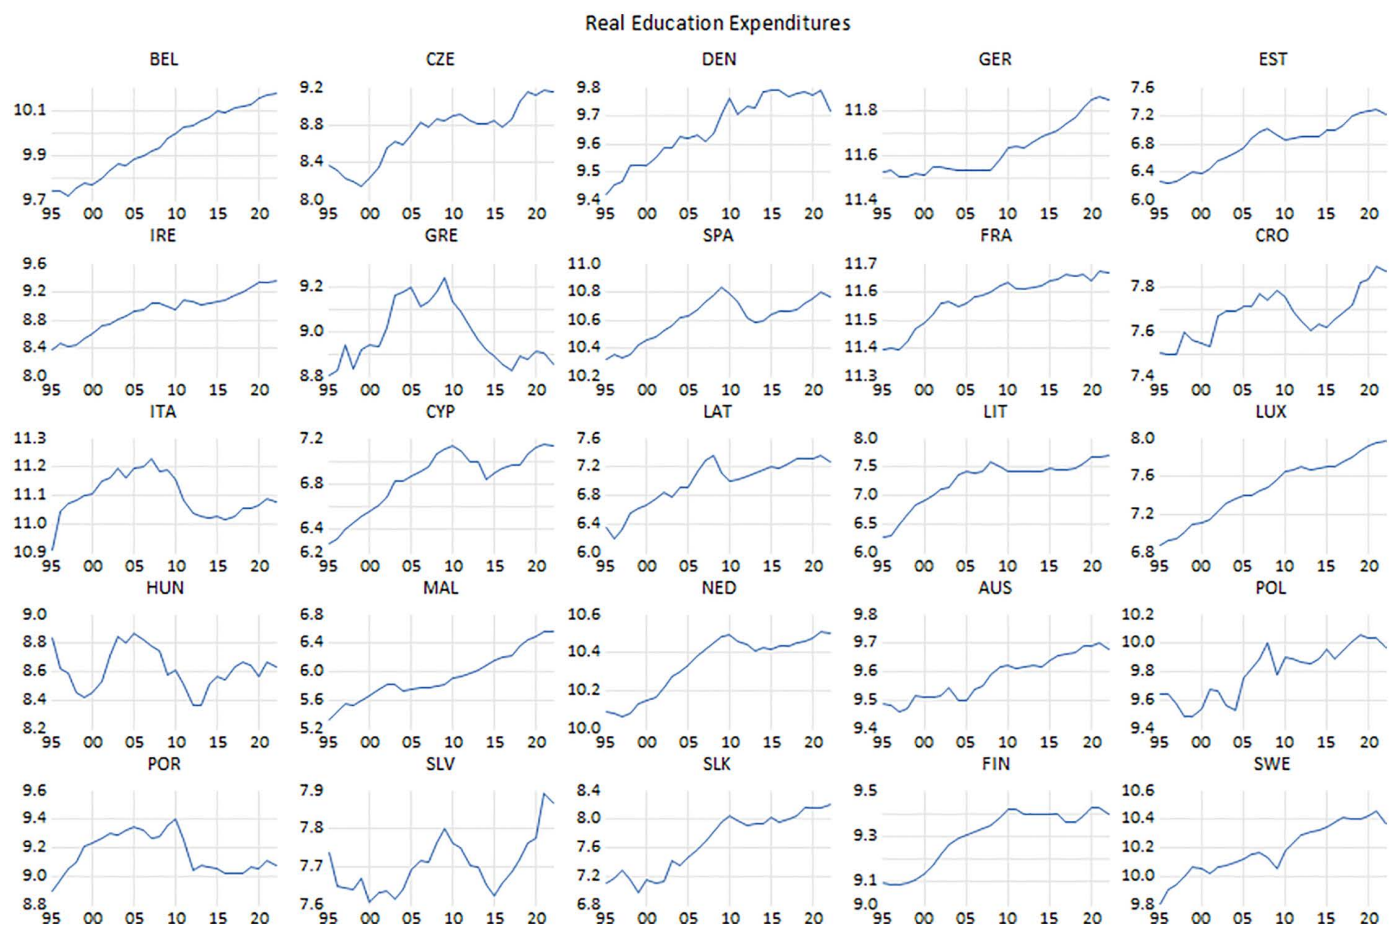 Real Education Expenditures
BEL CZE DEN GER EST
9.2 9.8 7.6
10.1 9.7 11.8 7.2
8.8 9.6 6.8
9.9 8.4 9.5 11.6 6.4
9.7 8.0 9.4 11.4 6.0
95 00 05 10 15 20 95 00 05 10 15 20 95 00 05 10 15 20 95 00 05 10 15 20 95 00 05 10 15 20
IRE GRE SPA FRA CRO
9.6 11.0 11.7
9.2 9.2 10.8 11.6 7.8
8.8 10.6 11.5
8.4 9.0 10.4 11.4 7.6
8.0 8.8 10.2 11.3 7.4
95 00 05 10 15 20 95 00 05 10 15 20 95 00 05 10 15 20 95 00 05 10 15 20 95 00 05 10 15 20
ITA CYP LAT LIT LUX
11.3 7.2 7.6 8.0 8.0
11.2 6.8 7.2 7.5 7.6
11.1 6.8 7.0 7.2
11.0 6.4 6.4 6.5
10.9 6.2 6.0 6.0 6.8
95 00 05 10 15 20 95 00 05 10 15 20 95 00 05 10 15 20 95 00 05 10 15 20 95 00 05 10 15 20
HUN MAL NED AUS POL
9.0 6.8 10.6 9.8 10.2
8.8 6.4 10.4 9.7 10.0
8.6 6.0 9.6 9.8
8.4 5.6 10.2 9.5 9.6
8.2 5.2 10.0 9.4 9.4
95 00 05 10 15 20 95 00 05 10 15 20 95 00 05 10 15 20 95 00 05 10 15 20 95 00 05 10 15 20
POR SLV SLK FIN SWE
9.6 7.9 8.4 9.5 10.6
9.4 7.8 8.0 10.4
9.2 7.6 9.3 10.2
9.0 7.7 7.2 9.1 10.0
8.8 7.6 6.8 9.0 9.8
95 00 05 10 15 20 95 00 05 10 15 20 95 00 05 10 15 20 95 00 05 10 15 20 95 00 05 10 15 20